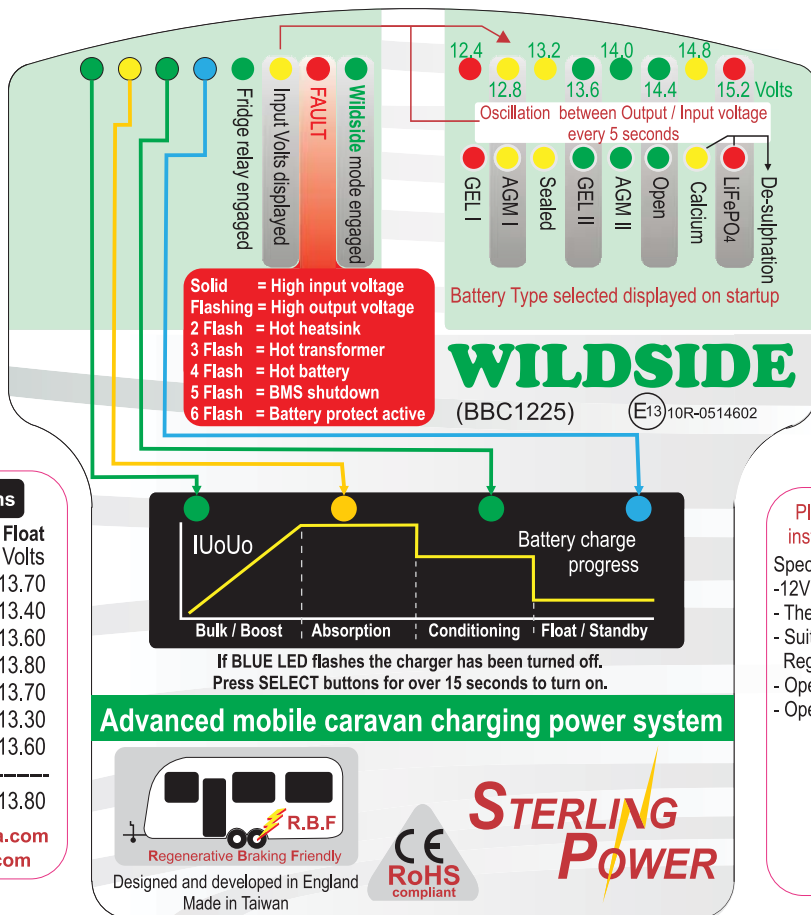 12.4
13.2
14.0
14.8
12.8
13.6
14.4
15.2 Volts
Oscillation between Output / Input voltage
every 5 seconds
Fridge relay engaged
Input Volts displayed
FAULT
Wildside mode engaged
GEL I
AGM I
Sealed
GEL II
AGM II
Open
Calcium
LiFePO4
De-sulphation
Battery Type selected displayed on startup
Solid = High input voltage
Flashing = High output voltage
2 Flash = Hot heatsink
3 Flash = Hot transformer
4 Flash = Hot battery
5 Flash = BMS shutdown
6 Flash = Battery protect active
WILDSIDE
(BBC1225)
E13 10R-0514602
IUoUo
Battery charge
progress
Bulk / Boost
Absorption
Conditioning
Float / Standby
If BLUE LED flashes the charger has been turned off.
Press SELECT buttons for over 15 seconds to turn on.
Advanced mobile caravan charging power system
R.B.F
Regenerative Braking Friendly
Designed and developed in England
Made in Taiwan
CE
RoHS
compliant
STERLING
POWER
Float
Volts
13.70
13.40
13.60
13.80
13.70
13.30
13.60
13.80
.com
-12V